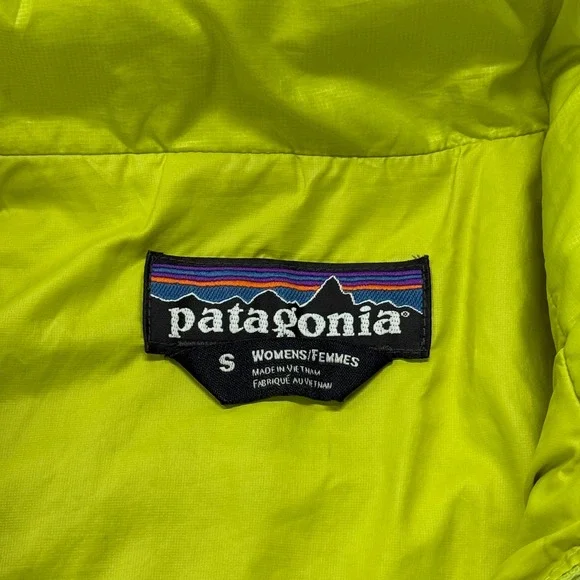 patagonia®
S WOMENS/FEMMES
MADE IN VIETNAM
FABRIQUÉ AU VIETNAM